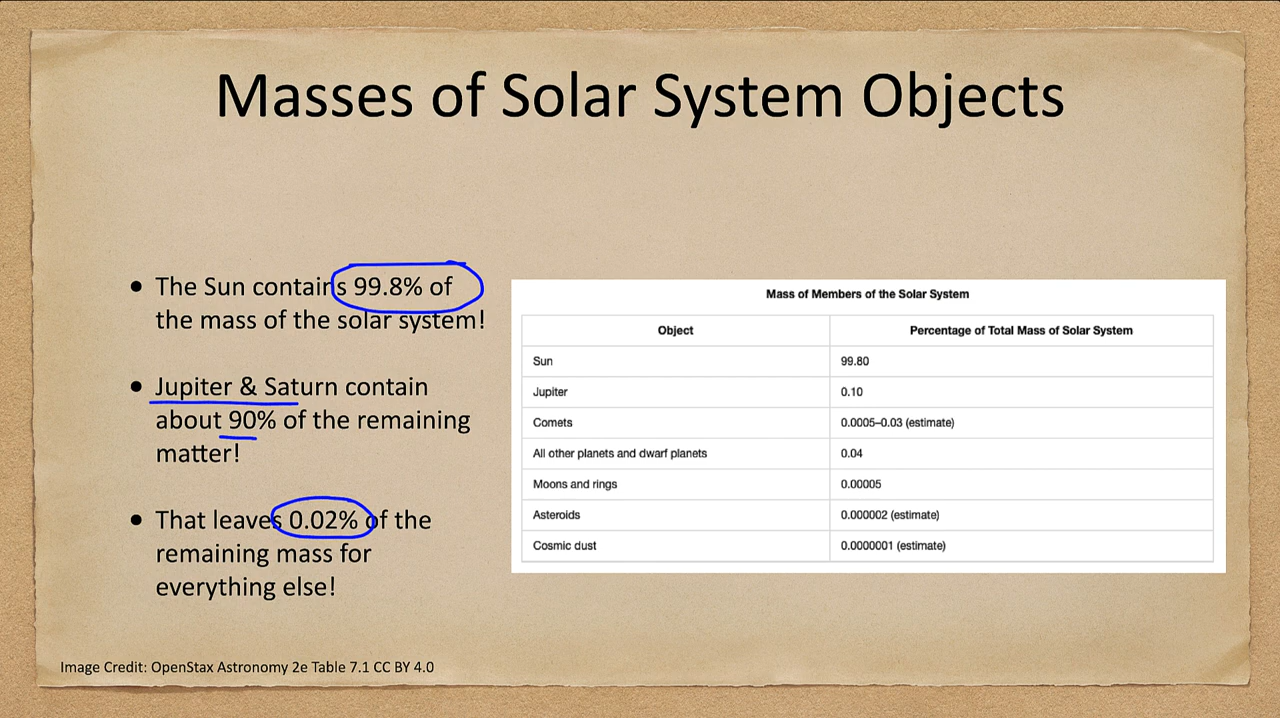 Masses of Solar System Objects
• The Sun contains 99.8% of
the mass of the solar system!
• Jupiter & Saturn contain
about 90% of the remaining
matter!
• That leaves 0.02% of the
remaining mass for
everything else!
Mass of Members of the Solar System
Object Percentage of Total Mass of Solar System
Sun 99.80
Jupiter 0.10
Comets 0.0005–0.03 (estimate)
All other planets and dwarf planets 0.04
Moons and rings 0.00005
Asteroids 0.000002 (estimate)
Cosmic dust 0.0000001 (estimate)
Image Credit: OpenStax Astronomy 2e Table 7.1 CC BY 4.0